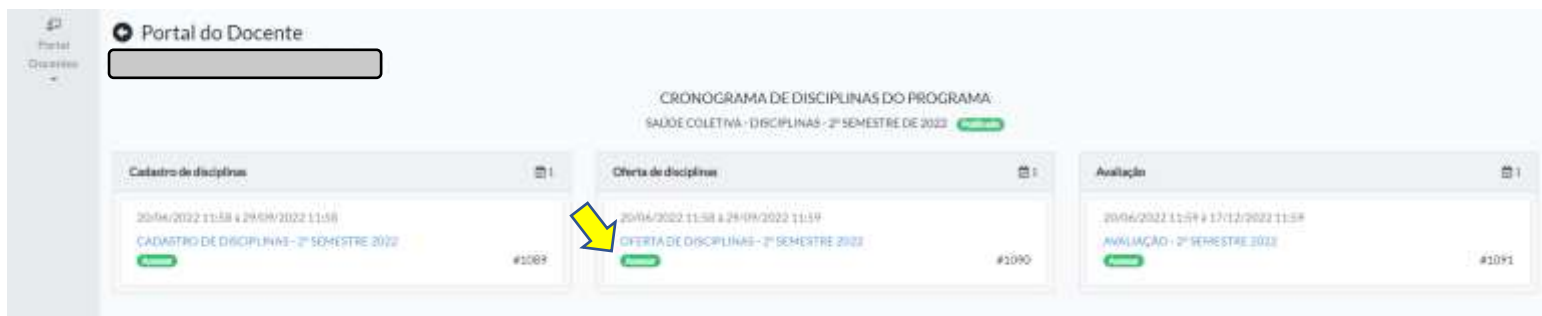 Portal
Docentes
Portal do Docente
CRONOGRAMA DE DISCIPLINAS DO PROGRAMA
SAÚDE COLETIVA - DISCIPLINAS - 2º SEMESTRE DE 2022
Cadastro de disciplinas 1
20/06/2022 11:58 à 29/09/2022 11:58
CADASTRO DE DISCIPLINAS - 2º SEMESTRE 2022
#1089
Oferta de disciplinas 1
20/06/2022 11:58 à 29/09/2022 11:59
OFERTA DE DISCIPLINAS - 2º SEMESTRE 2022
#1090
Avaliação 1
20/06/2022 11:59 à 17/12/2022 11:59
AVALIAÇÃO - 2º SEMESTRE 2022
#1091